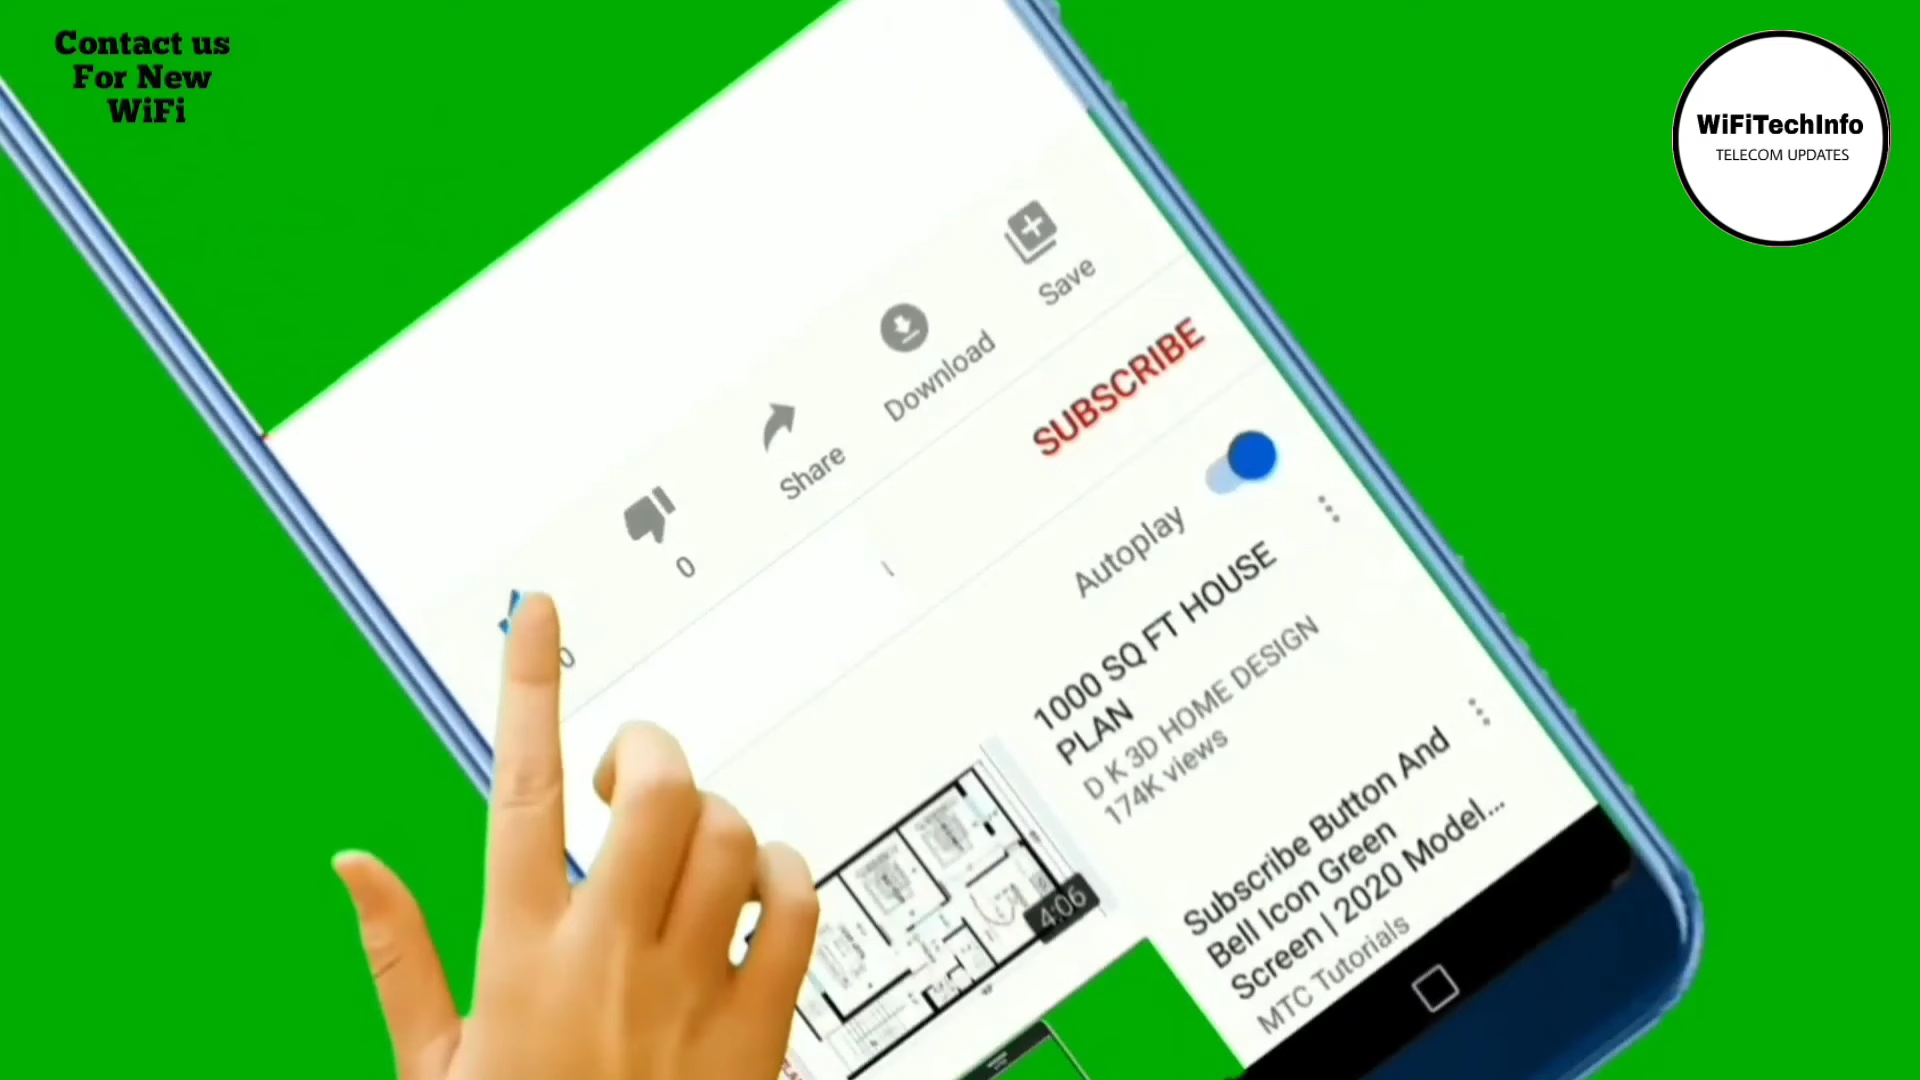 Contact us
For New
WiFi
WiFiTechInfo
TELECOM UPDATES
Save
Download
Share
0
0
SUBSCRIBE
Autoplay
1000 SQ FT HOUSE
PLAN
D K 3D HOME DESIGN
174K views
4:06
Subscribe Button And
Bell Icon Green
Screen | 2020 Model...
MTC Tutorials